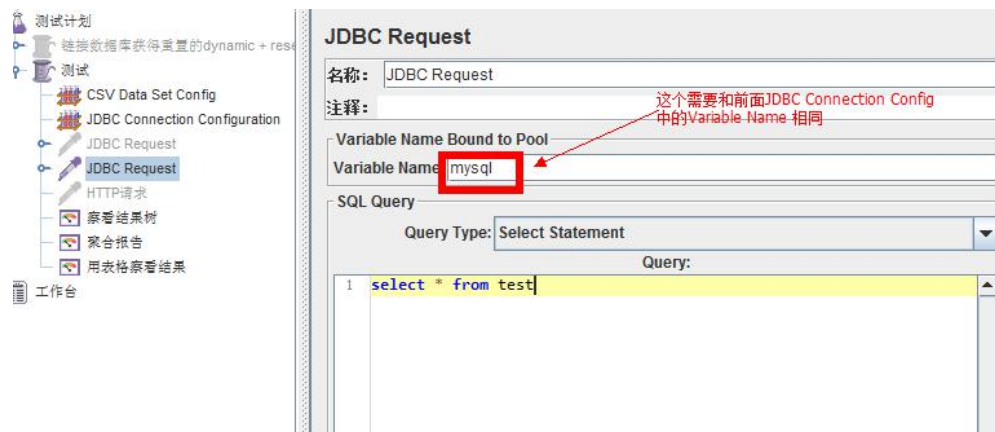 测试计划
链接数据库获得重置的dynamic + rese
测试
CSV Data Set Config
JDBC Connection Configuration
JDBC Request
JDBC Request
HTTP请求
察看结果树
聚合报告
用表格察看结果
工作台
JDBC Request
名称： JDBC Request
注释：
这个需要和前面JDBC Connection Config
中的Variable Name 相同
Variable Name Bound to Pool
Variable Name mysql
SQL Query
Query Type: Select Statement
Query:
1 select * from test